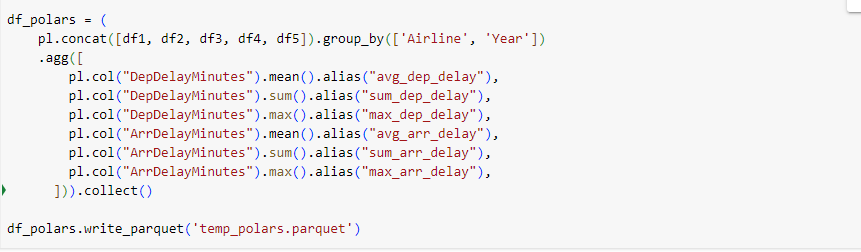 df_polars = (
    pl.concat([df1, df2, df3, df4, df5]).group_by(['Airline', 'Year'])
    .agg([
        pl.col("DepDelayMinutes").mean().alias("avg_dep_delay"),
        pl.col("DepDelayMinutes").sum().alias("sum_dep_delay"),
        pl.col("DepDelayMinutes").max().alias("max_dep_delay"),
        pl.col("ArrDelayMinutes").mean().alias("avg_arr_delay"),
        pl.col("ArrDelayMinutes").sum().alias("sum_arr_delay"),
        pl.col("ArrDelayMinutes").max().alias("max_arr_delay"),
      ])).collect()
df_polars.write_parquet('temp_polars.parquet')